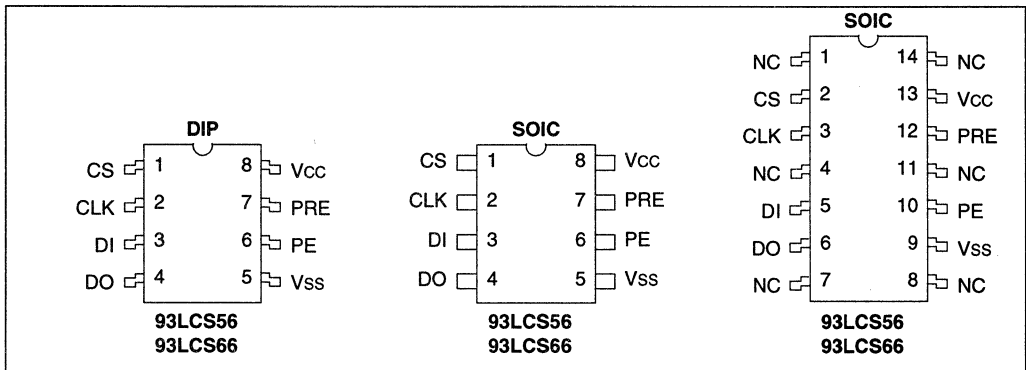 DIP
CS 1 8 Vcc
CLK 2 7 PRE
DI 3 6 PE
DO 4 5 Vss
93LCS56
93LCS66
SOIC
CS 1 8 Vcc
CLK 2 7 PRE
DI 3 6 PE
DO 4 5 Vss
93LCS56
93LCS66
SOIC
NC 1 14 NC
CS 2 13 Vcc
CLK 3 12 PRE
NC 4 11 NC
DI 5 10 PE
DO 6 9 Vss
NC 7 8 NC
93LCS56
93LCS66